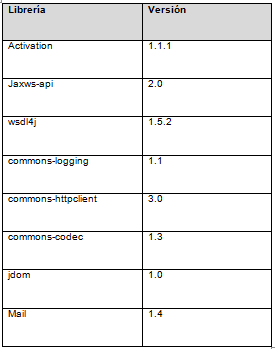 Librería Versión
Activation 1.1.1
Jaxws-api 2.0
wsdl4j 1.5.2
commons-logging 1.1
commons-httpclient 3.0
commons-codec 1.3
jdom 1.0
Mail 1.4